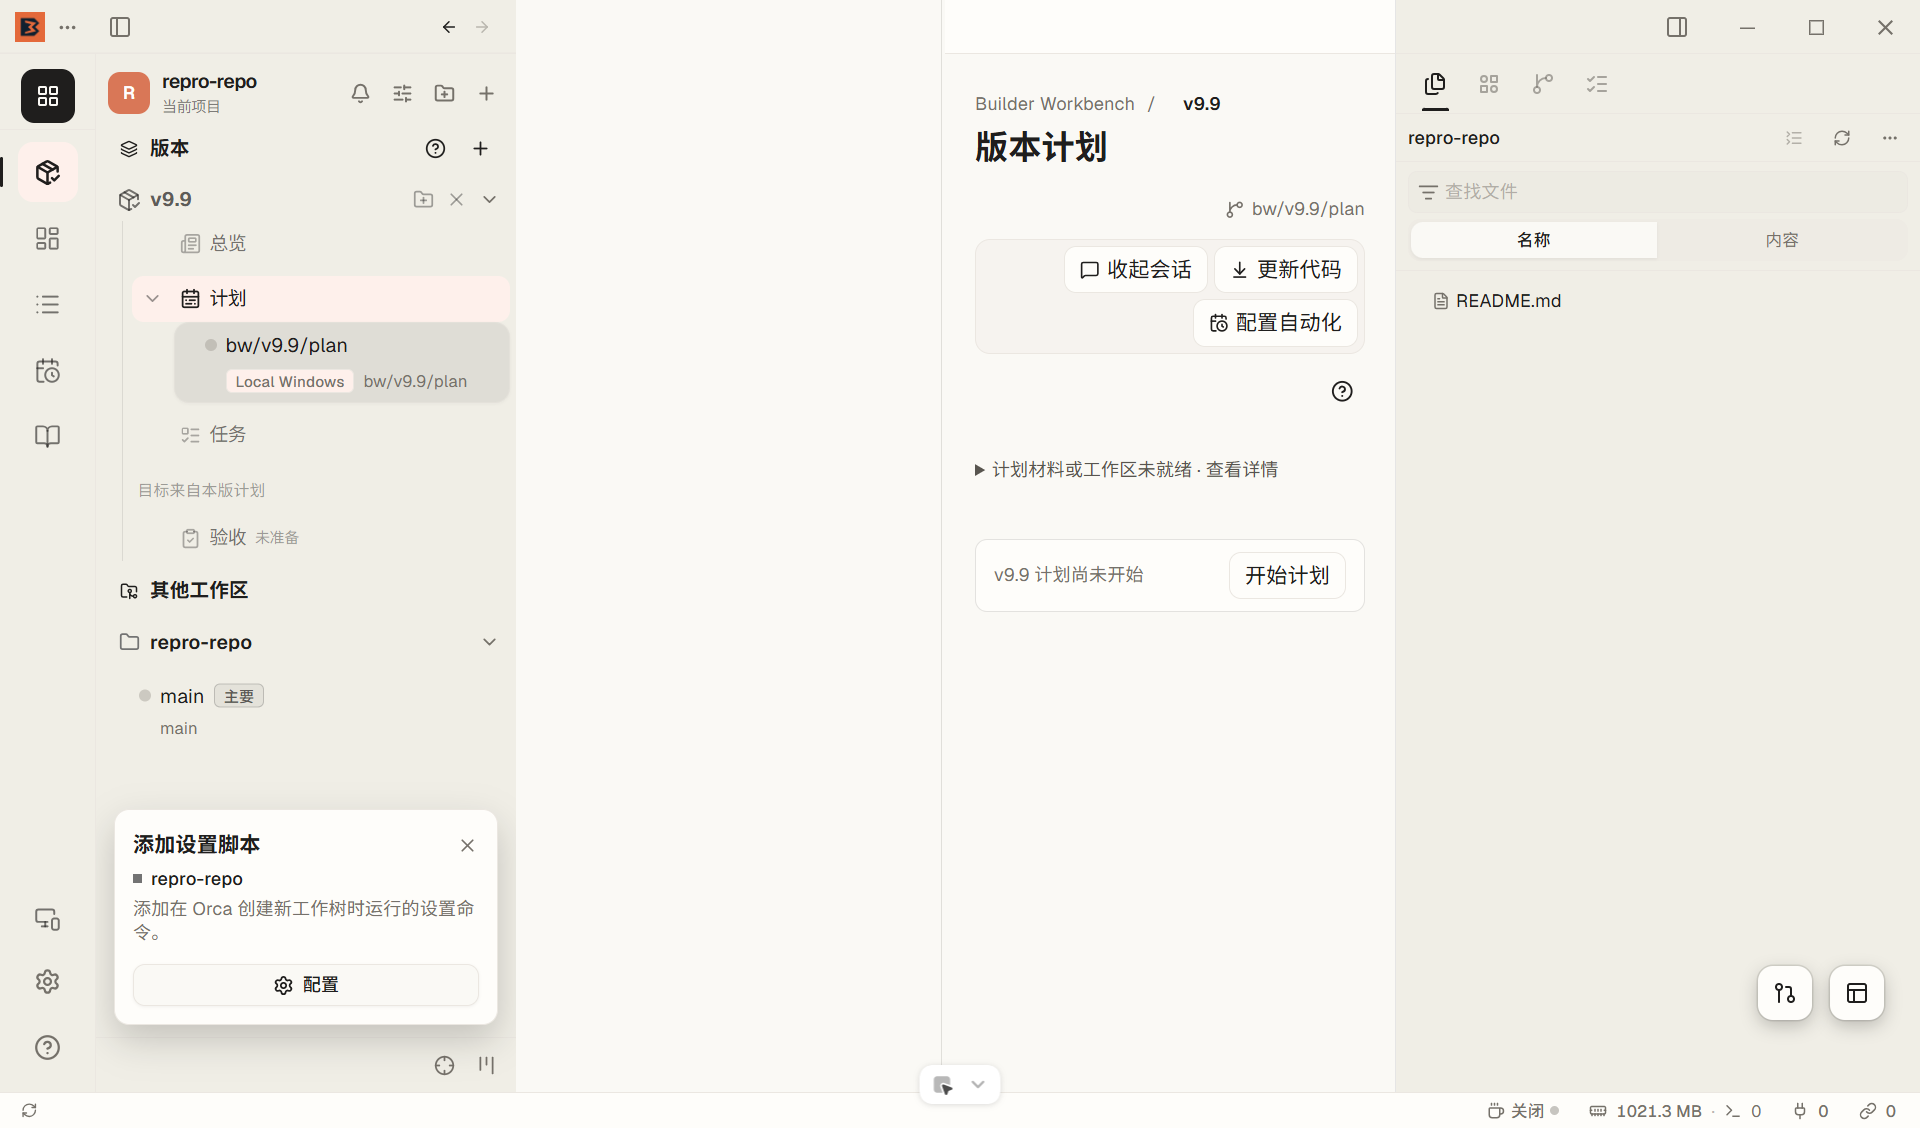 R
repro-repo
当前项目
版本
v9.9
总览
计划
bw/v9.9/plan
Local Windows
bw/v9.9/plan
任务
目标来自本版计划
验收 未准备
其他工作区
repro-repo
main 主要
main
添加设置脚本
repro-repo
添加在 Orca 创建新工作树时运行的设置命
令。
配置
Builder Workbench / v9.9
版本计划
bw/v9.9/plan
收起会话
更新代码
配置自动化
计划材料或工作区未就绪 · 查看详情
v9.9 计划尚未开始
开始计划
repro-repo
查找文件
名称
内容
README.md
关闭
1021.3 MB · 0
0
0